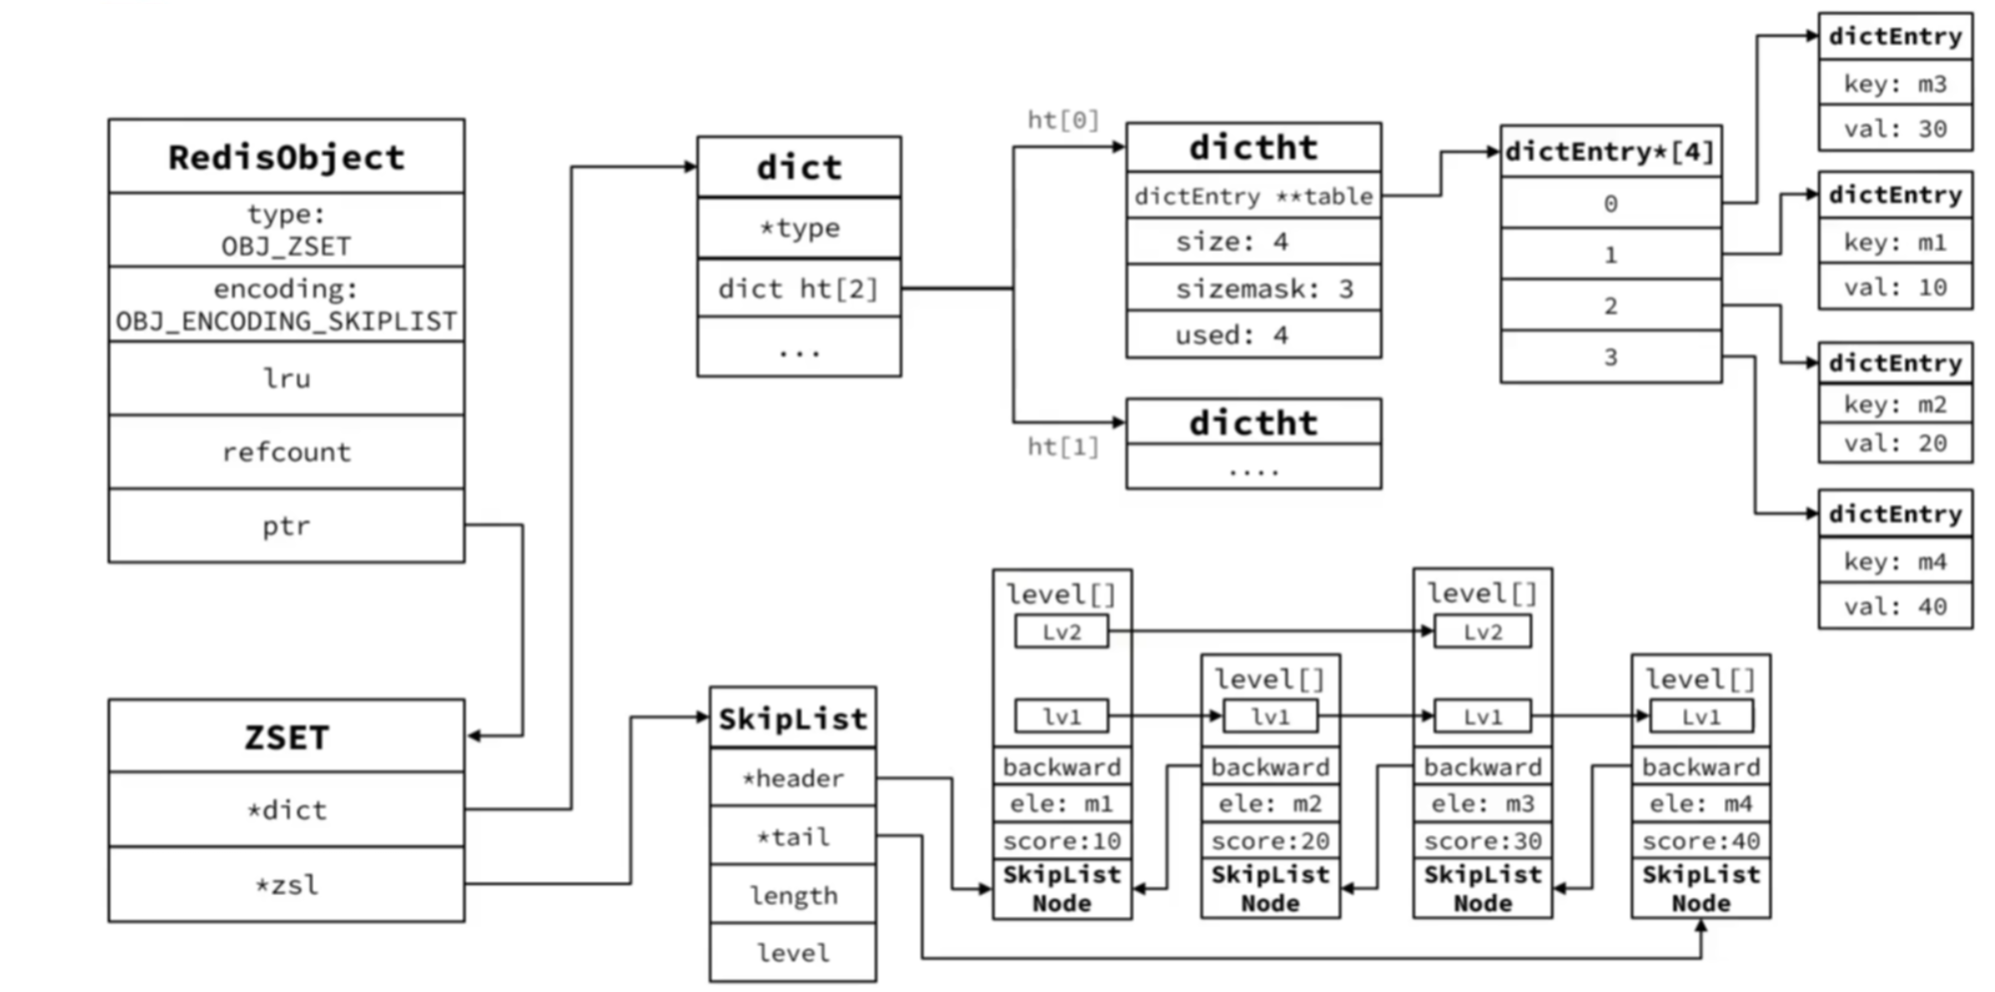 RedisObject
type:
OBJ_ZSET
encoding:
OBJ_ENCODING_SKIPLIST
lru
refcount
ptr
ZSET
*dict
*zsl
dict
*type
dict ht[2]
...
ht[0]
dictht
dictEntry **table
size: 4
sizemask: 3
used: 4
ht[1]
dictht
....
dictEntry*[4]
0
1
2
3
dictEntry
key: m3
val: 30
dictEntry
key: m1
val: 10
dictEntry
key: m2
val: 20
dictEntry
key: m4
val: 40
SkipList
*header
*tail
length
level
level[]
Lv2
lv1
backward
ele: m1
score:10
SkipList
Node
level[]
lv1
backward
ele: m2
score:20
SkipList
Node
level[]
Lv2
Lv1
backward
ele: m3
score:30
SkipList
Node
level[]
Lv1
backward
ele: m4
score:40
SkipList
Node